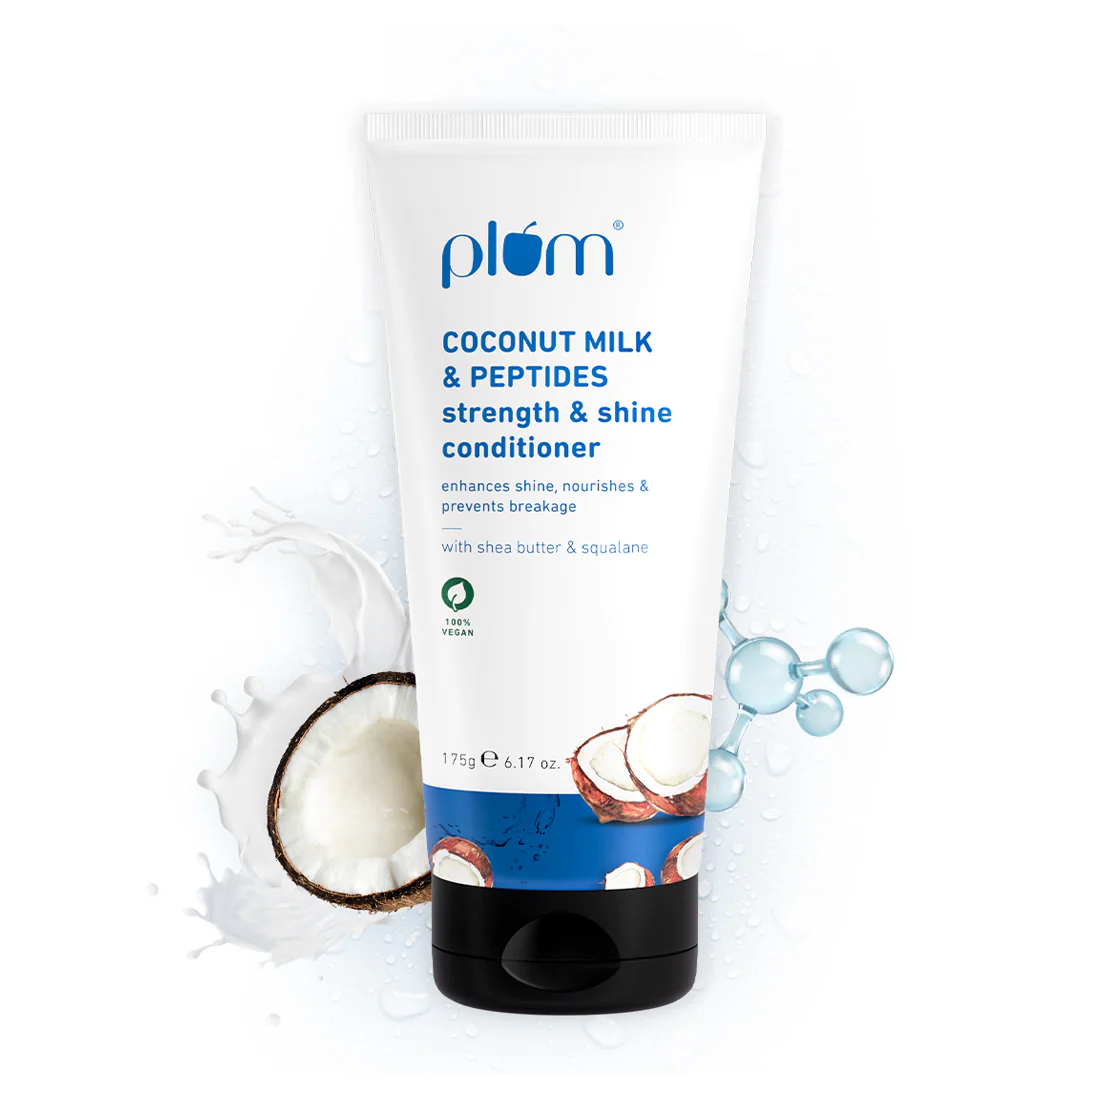 plum®
COCONUT MILK
& PEPTIDES
strength & shine
conditioner
enhances shine, nourishes &
prevents breakage
with shea butter & squalane
100%
VEGAN
175g ℮ 6.17 oz.